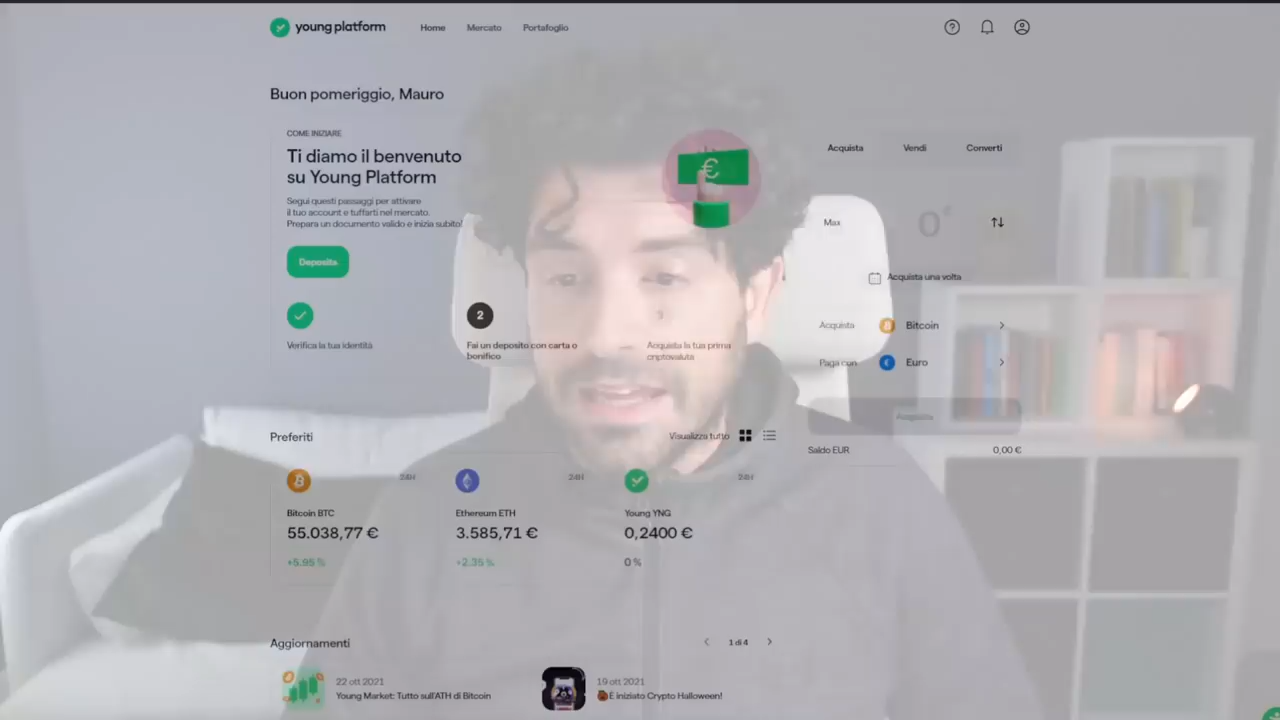 young platform
Home
Mercato
Portafoglio
Buon pomeriggio, Mauro
COME INIZIARE
Ti diamo il benvenuto
su Young Platform
Segui questi passaggi per attivare
il tuo account e tuffarti nel mercato.
Prepara un documento valido e inizia subito!
Deposita
Verifica la tua identità
2
Fai un deposito con carta o
bonifico
3
Acquista la tua prima
criptovaluta
€
Acquista
Vendi
Converti
Max
0€
Acquista una volta
Acquista
Bitcoin
Paga con
Euro
Acquista
Saldo EUR
0,00 €
Preferiti
Visualizza tutto
24H
Bitcoin BTC
55.038,77 €
+5.95 %
24H
Ethereum ETH
3.585,71 €
+2.35 %
24H
Young YNG
0,2400 €
0 %
Aggiornamenti
1 di 4
22 ott 2021
Young Market: Tutto sull'ATH di Bitcoin
19 ott 2021
🎃È iniziato Crypto Halloween!